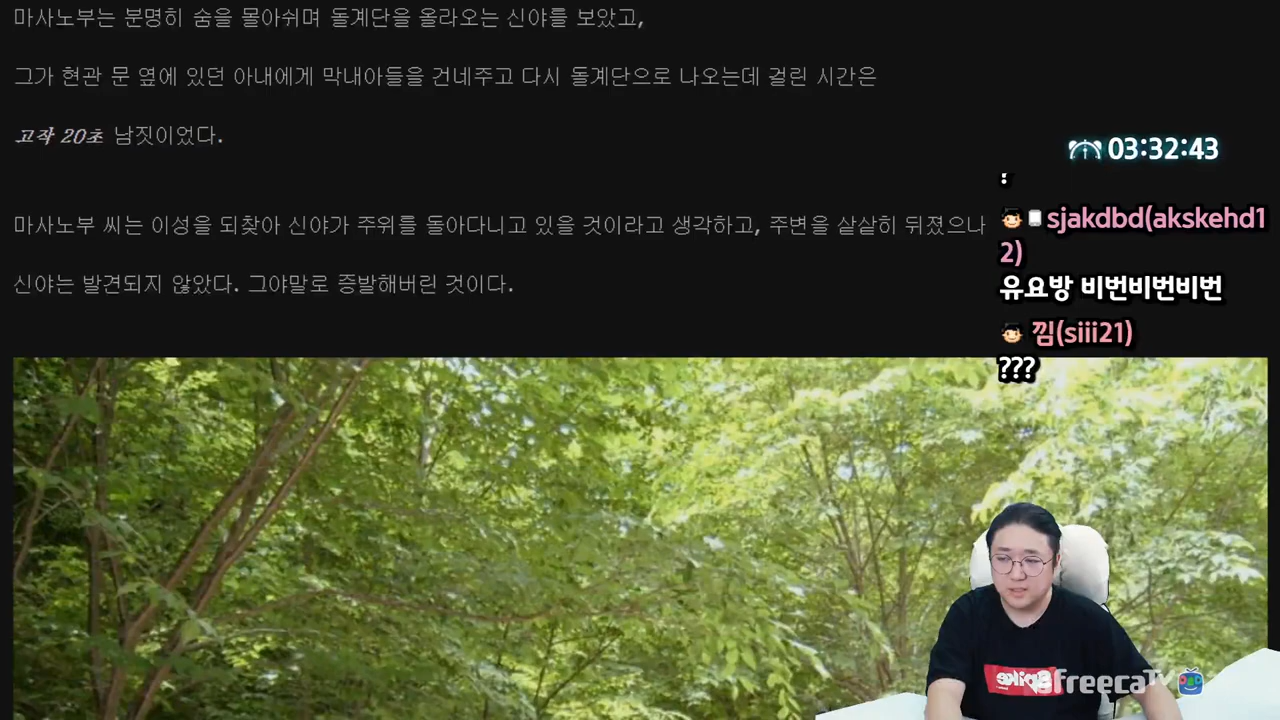 마사노부는 분명히 숨을 몰아쉬며 돌계단을 올라오는 신야를 보았고,
그가 현관 문 옆에 있던 아내에게 막내아들을 건네주고 다시 돌계단으로 나오는데 걸린 시간은
고작 20초 남짓이었다.
마사노부 씨는 이성을 되찾아 신야가 주위를 돌아다니고 있을 것이라고 생각하고, 주변을 샅샅히 뒤졌으나
신야는 발견되지 않았다. 그야말로 증발해버린 것이다.
03:32:43
sjakdbd(akskehd1
2)
유요방 비번비번비번
낌(siii21)
???
afreecaTV